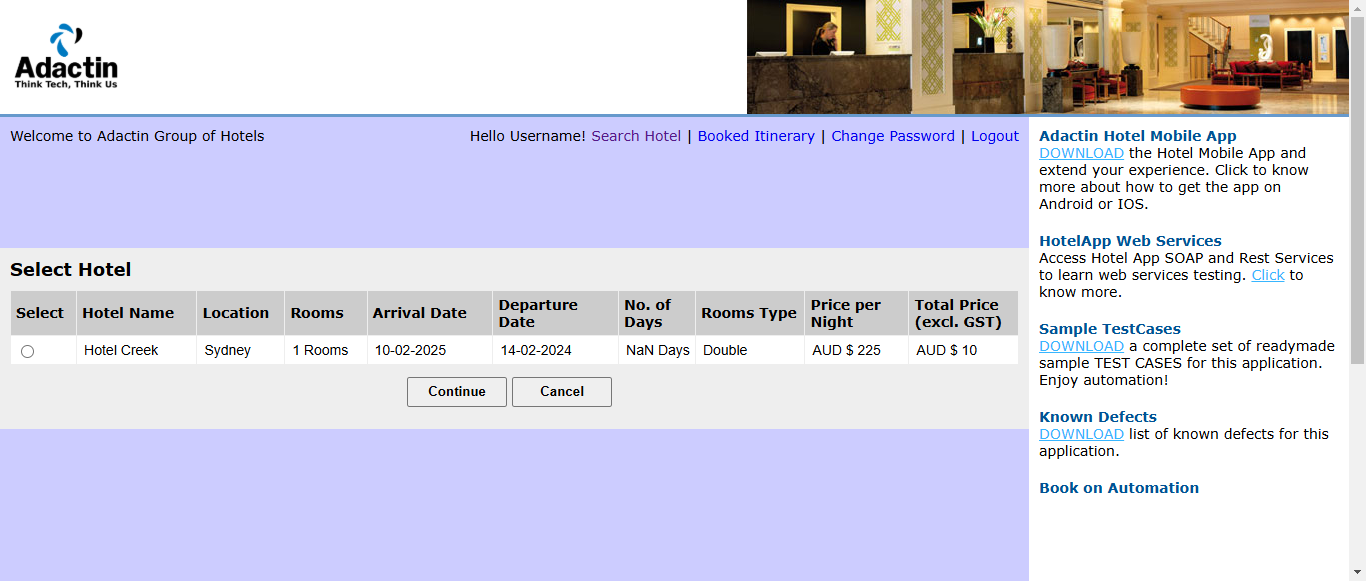 Adactin
Think Tech, Think Us
Welcome to Adactin Group of Hotels
Hello Username! Search Hotel | Booked Itinerary | Change Password | Logout
Select Hotel
Select Hotel Name Location Rooms Arrival Date Departure Date No. of Days Rooms Type Price per Night Total Price (excl. GST)
Hotel Creek Sydney 1 Rooms 10-02-2025 14-02-2024 NaN Days Double AUD $ 225 AUD $ 10
Continue Cancel
Adactin Hotel Mobile App
DOWNLOAD the Hotel Mobile App and
extend your experience. Click to know
more about how to get the app on
Android or IOS.
HotelApp Web Services
Access Hotel App SOAP and Rest Services
to learn web services testing. Click to
know more.
Sample TestCases
DOWNLOAD a complete set of readymade
sample TEST CASES for this application.
Enjoy automation!
Known Defects
DOWNLOAD list of known defects for this
application.
Book on Automation